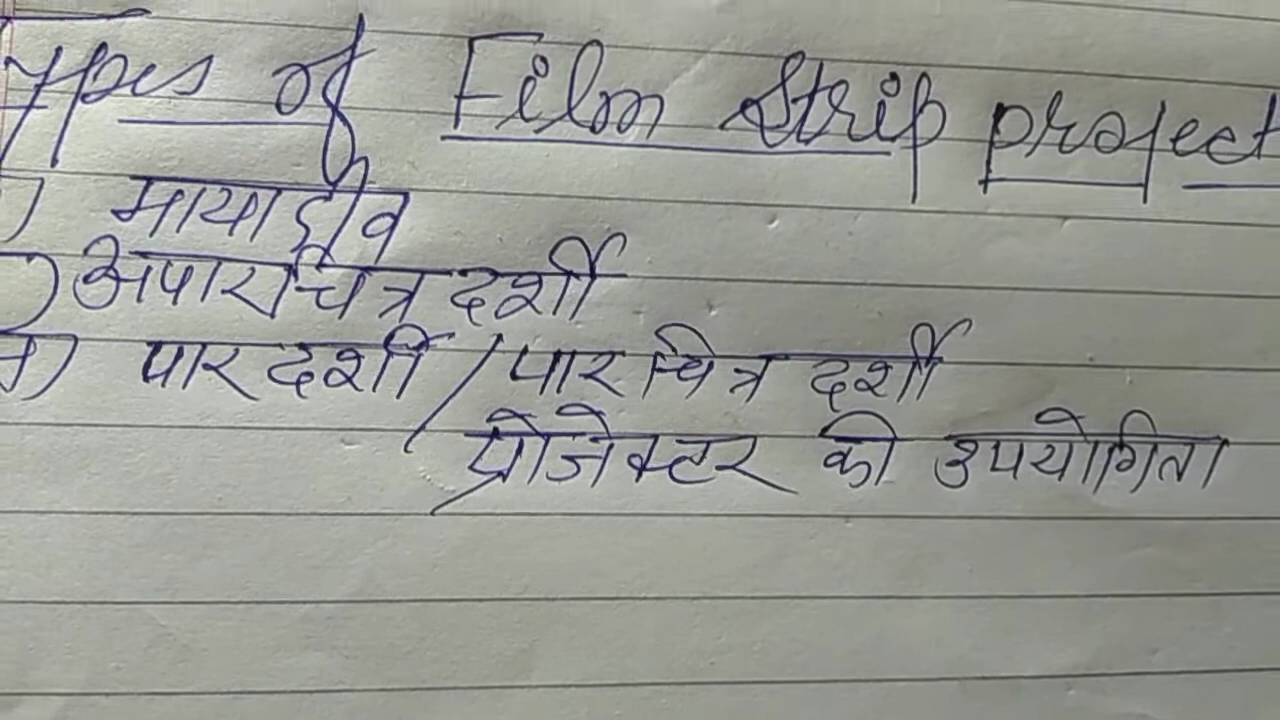 Types of Film Strip project
मायाद्वीव
अपारचित्र दर्शी
पार दर्शी / पार चित्र दर्शी
प्रोजेक्टर की उपयोगिता